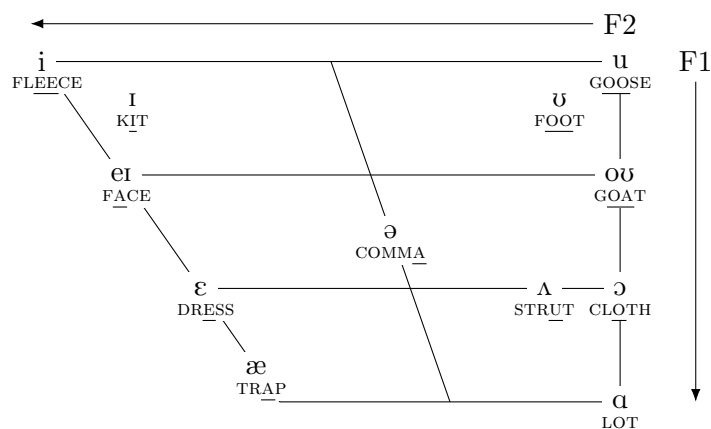 F2
i u F1
FLEECE GOOSE
ɪ ʊ
KIT FOOT
eɪ oʊ
FACE GOAT
ə
COMMA
ɛ ʌ ɔ
DRESS STRUT CLOTH
æ
TRAP
ɑ
LOT